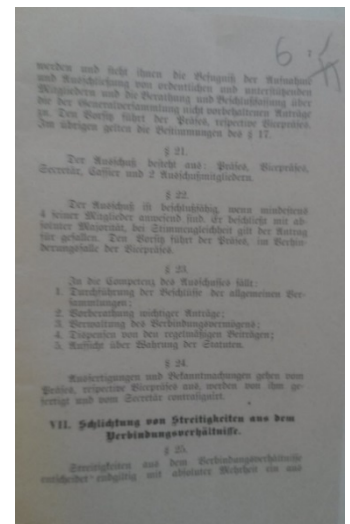 6
werden und steht ihnen die Befugniß der Aufnahme
und Ausschließung von ordentlichen und unterstützenden
Mitgliedern und die Berathung und Beschlußfassung über
die der Generalversammlung nicht vorbehaltenen Anträge
zu. Den Vorsitz führt der Präses, respective Vicepräses.
Im übrigen gelten die Bestimmungen des § 17.
§ 21.
Der Ausschuß besteht aus: Präses, Vicepräses,
Secretär, Cassier und 2 Ausschußmitgliedern.
§ 22.
Der Ausschuß ist beschlußfähig, wenn mindestens
4 seiner Mitglieder anwesend sind. Er beschließt mit ab-
soluter Majorität, bei Stimmengleichheit gilt der Antrag
für gefallen. Den Vorsitz führt der Präses, im Verhin-
derungsfalle der Vicepräses.
§ 23.
In die Competenz des Ausschusses fällt:
1. Durchführung der Beschlüsse der allgemeinen Ver-
sammlungen;
2. Vorberathung wichtiger Anträge;
3. Verwaltung des Verbindungsvermögens;
4. Dispensen von den regelmäßigen Beiträgen;
5. Aufsicht über Wahrung der Statuten.
§ 24.
Ausfertigungen und Bekanntmachungen gehen vom
Präses, respective Vicepräses aus, werden von ihm ge-
fertigt und vom Secretär contrasignirt.
VII. Schlichtung von Streitigkeiten aus dem
Verbindungsverhältnisse.
§ 25.
Streitigkeiten aus dem Verbindungsverhältnisse
entscheidet endgiltig mit absoluter Mehrheit ein aus